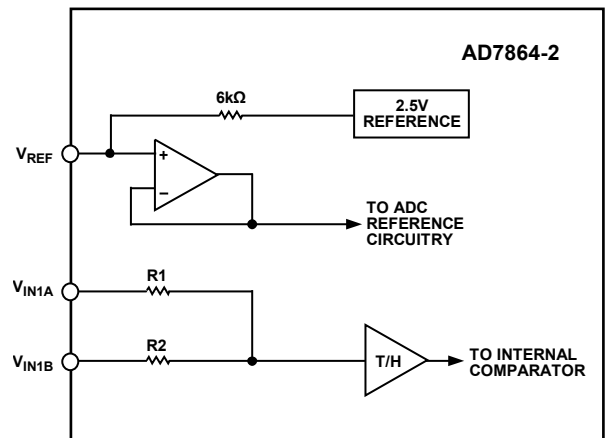 AD7864-2
6kΩ
2.5V
REFERENCE
VREF
+
−
TO ADC
REFERENCE
CIRCUITRY
VIN1A
R1
VIN1B
R2
T/H
TO INTERNAL
COMPARATOR